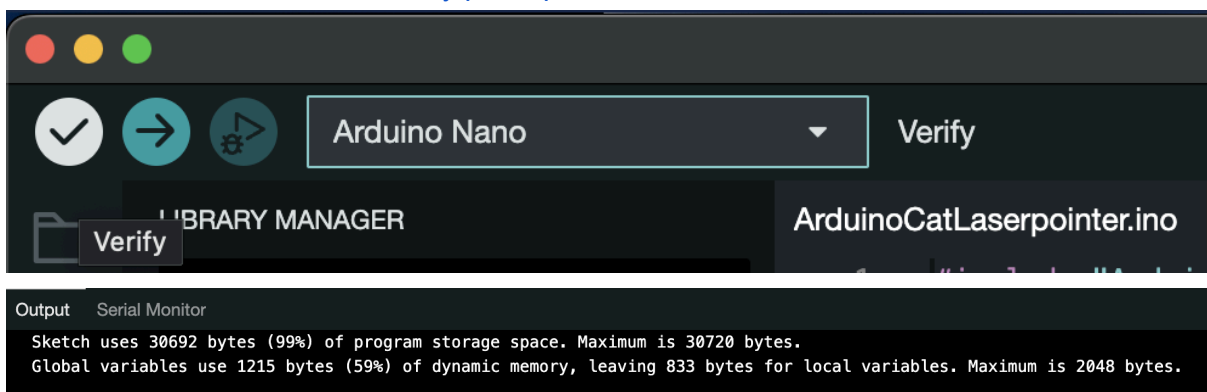 Arduino Nano
Verify
LIBRARY MANAGER
ArduinoCatLaserpointer.ino
Verify
Output Serial Monitor
Sketch uses 30692 bytes (99%) of program storage space. Maximum is 30720 bytes.
Global variables use 1215 bytes (59%) of dynamic memory, leaving 833 bytes for local variables. Maximum is 2048 bytes.